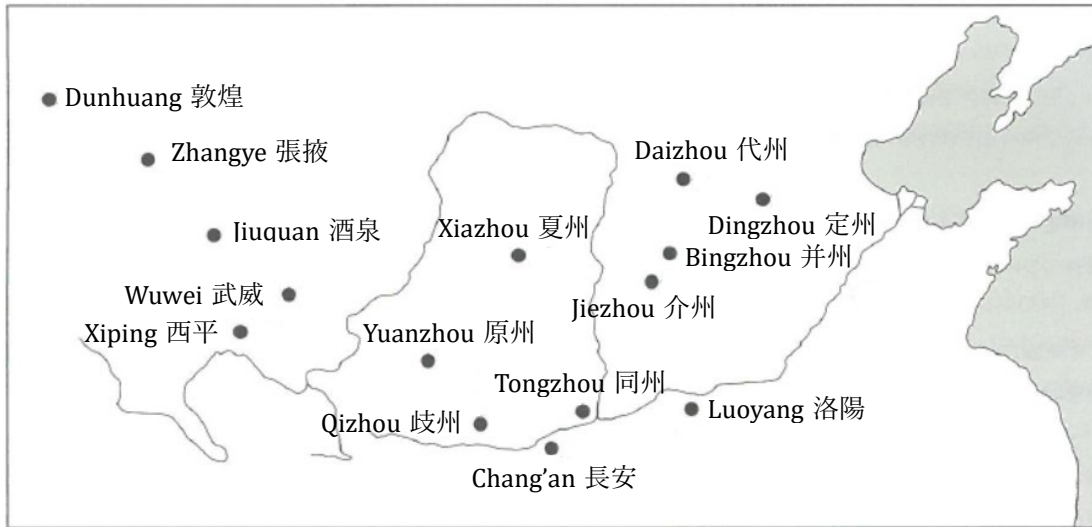 Dunhuang 敦煌
Zhangye 張掖
Daizhou 代州
Jiuquan 酒泉
Xiazhou 夏州
Dingzhou 定州
Bingzhou 并州
Wuwei 武威
Jiezhou 介州
Xiping 西平
Yuanzhou 原州
Tongzhou 同州
Qizhou 歧州
Luoyang 洛陽
Chang’an 長安